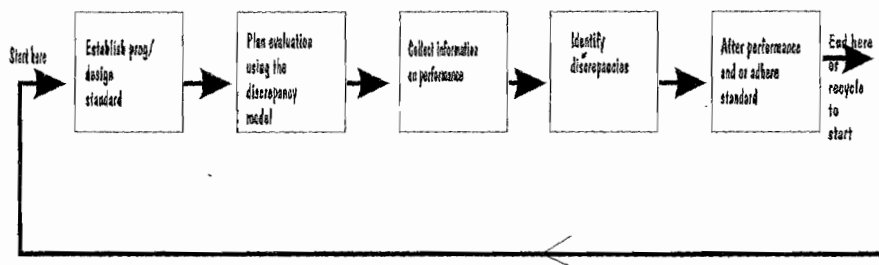 Start here
Establish prog/
design
standard
Plan evaluation
using the
discrepancy
model
Collect information
on performance
Identify
discrepancies
After performance
and or adhere
standard
End here
or
recycle
to
start